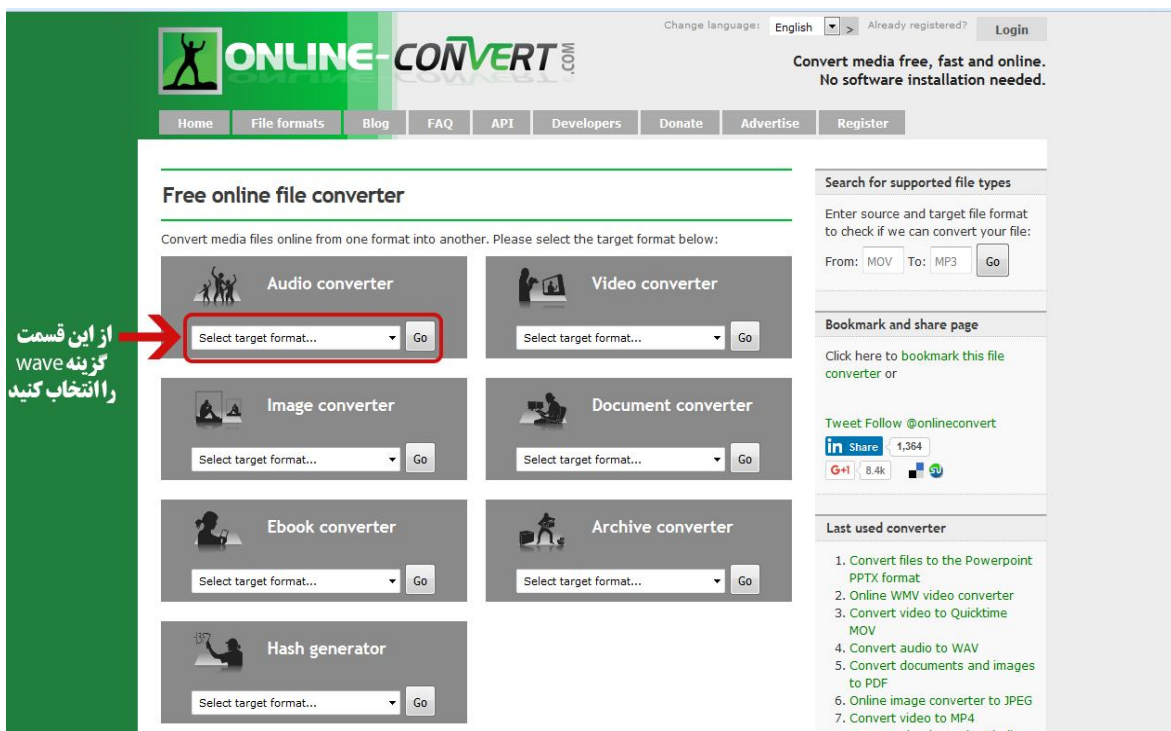 Change language: English > Already registered? Login
ONLINE-CONVERT .COM
Convert media free, fast and online.
No software installation needed.
Home File formats Blog FAQ API Developers Donate Advertise Register
Free online file converter
Convert media files online from one format into another. Please select the target format below:
Audio converter
Select target format... Go
Video converter
Select target format... Go
از این قسمت
گزینه wave
را انتخاب کنید
Image converter
Select target format... Go
Document converter
Select target format... Go
Ebook converter
Select target format... Go
Archive converter
Select target format... Go
Hash generator
Select target format... Go
Search for supported file types
Enter source and target file format
to check if we can convert your file:
From: MOV To: MP3 Go
Bookmark and share page
Click here to bookmark this file
converter or
Tweet Follow @onlineconvert
in Share 1,364
G+1 8.4k
Last used converter
1. Convert files to the Powerpoint
PPTX format
2. Online WMV video converter
3. Convert video to Quicktime
MOV
4. Convert audio to WAV
5. Convert documents and images
to PDF
6. Online image converter to JPEG
7. Convert video to MP4